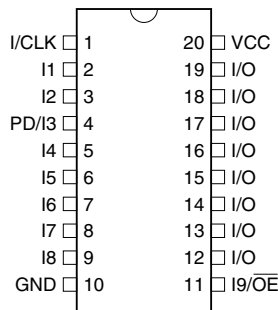 I/CLK 1 20 VCC
I1 2 19 I/O
I2 3 18 I/O
PD/I3 4 17 I/O
I4 5 16 I/O
I5 6 15 I/O
I6 7 14 I/O
I7 8 13 I/O
I8 9 12 I/O
GND 10 11 I9/O̅E̅